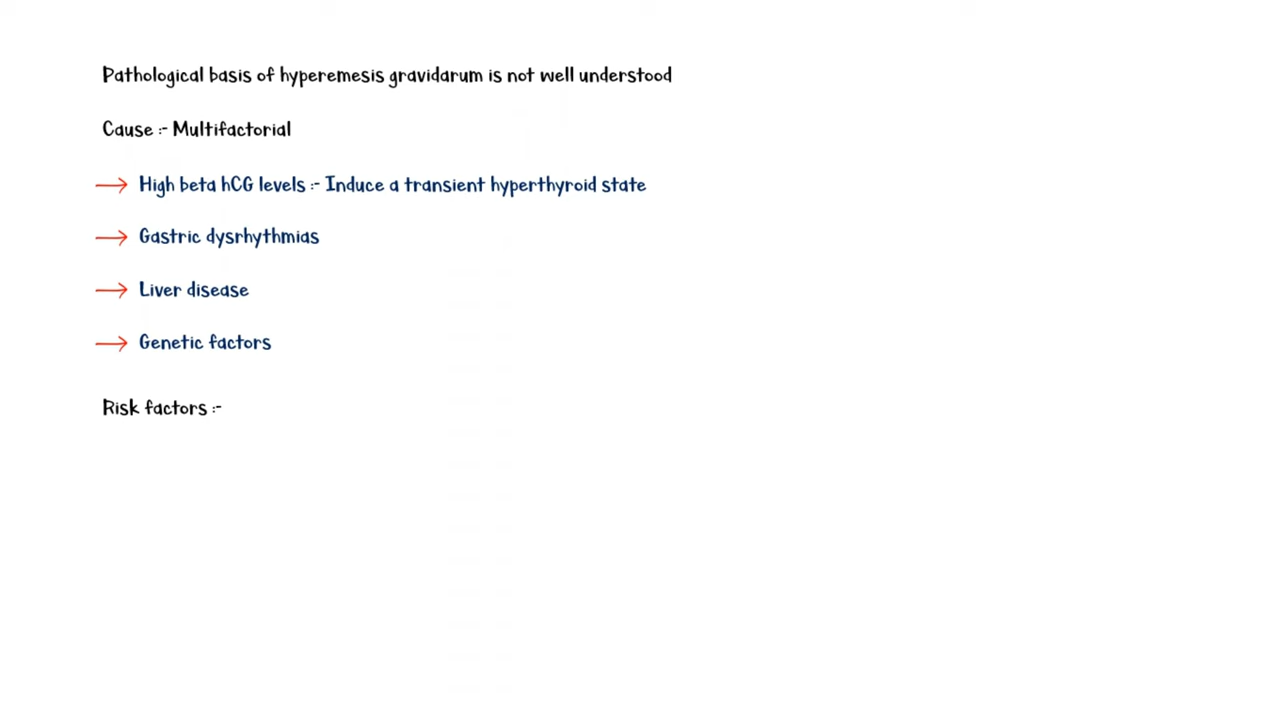 Pathological basis of hyperemesis gravidarum is not well understood
Cause :- Multifactorial
→ High beta hCG levels :- Induce a transient hyperthyroid state
→ Gastric dysrhythmias
→ Liver disease
→ Genetic factors
Risk factors :-